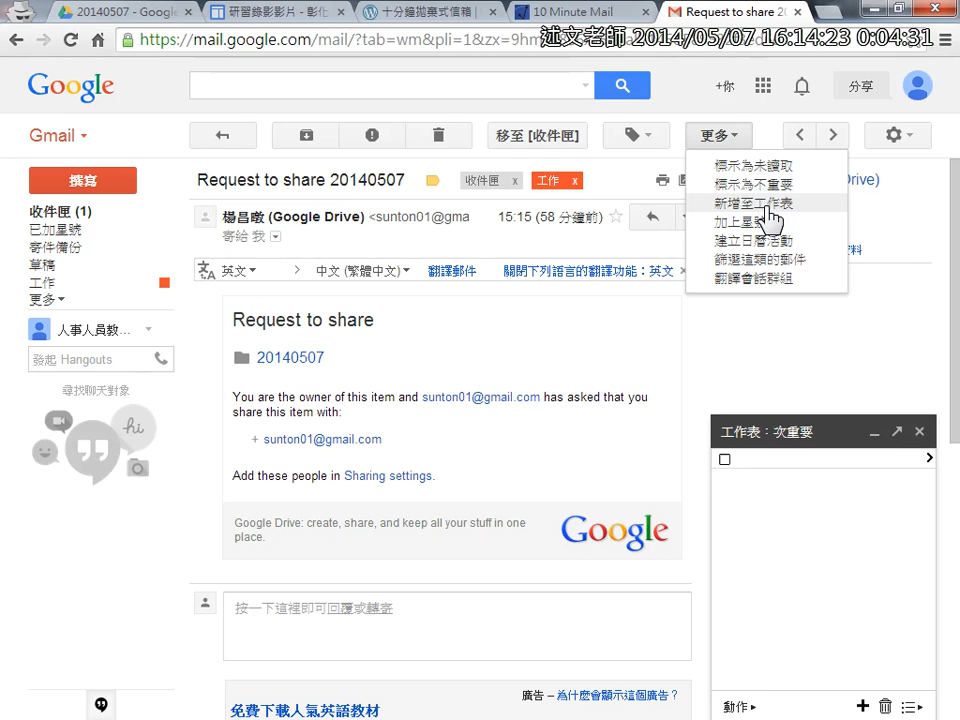 20140507 - Google
研習錄影影片 - 彰化
十分鐘拋棄式信箱
10 Minute Mail
Request to share 20
https://mail.google.com/mail/?tab=wm&pli=1&zx=9hm
述文老師 2014/05/07 16:14:23 0:04:31
Google
+你
分享
Gmail
移至 [收件匣]
更多
撰寫
收件匣 (1)
已加星號
寄件備份
草稿
工作
更多
人事人員教...
發起 Hangouts
尋找聊天對象
hi
Request to share 20140507
收件匣 x
工作 x
楊昌暾 (Google Drive) <sunton01@gma
15:15 (58 分鐘前)
寄給 我
英文
中文 (繁體中文)
翻譯郵件
關閉下列語言的翻譯功能：英文 x
標示為未讀取
標示為不重要
新增至工作表
加上星號
建立日曆活動
篩選這類的郵件
翻譯會話群組
Drive)
資料
Request to share
20140507
You are the owner of this item and sunton01@gmail.com has asked that you
share this item with:
+ sunton01@gmail.com
Add these people in Sharing settings.
Google Drive: create, share, and keep all your stuff in one
place.
Google
按一下這裡即可回覆或轉寄
廣告 – 為什麼會顯示這個廣告？
免費下載人氣英語教材
工作表：次重要
動作